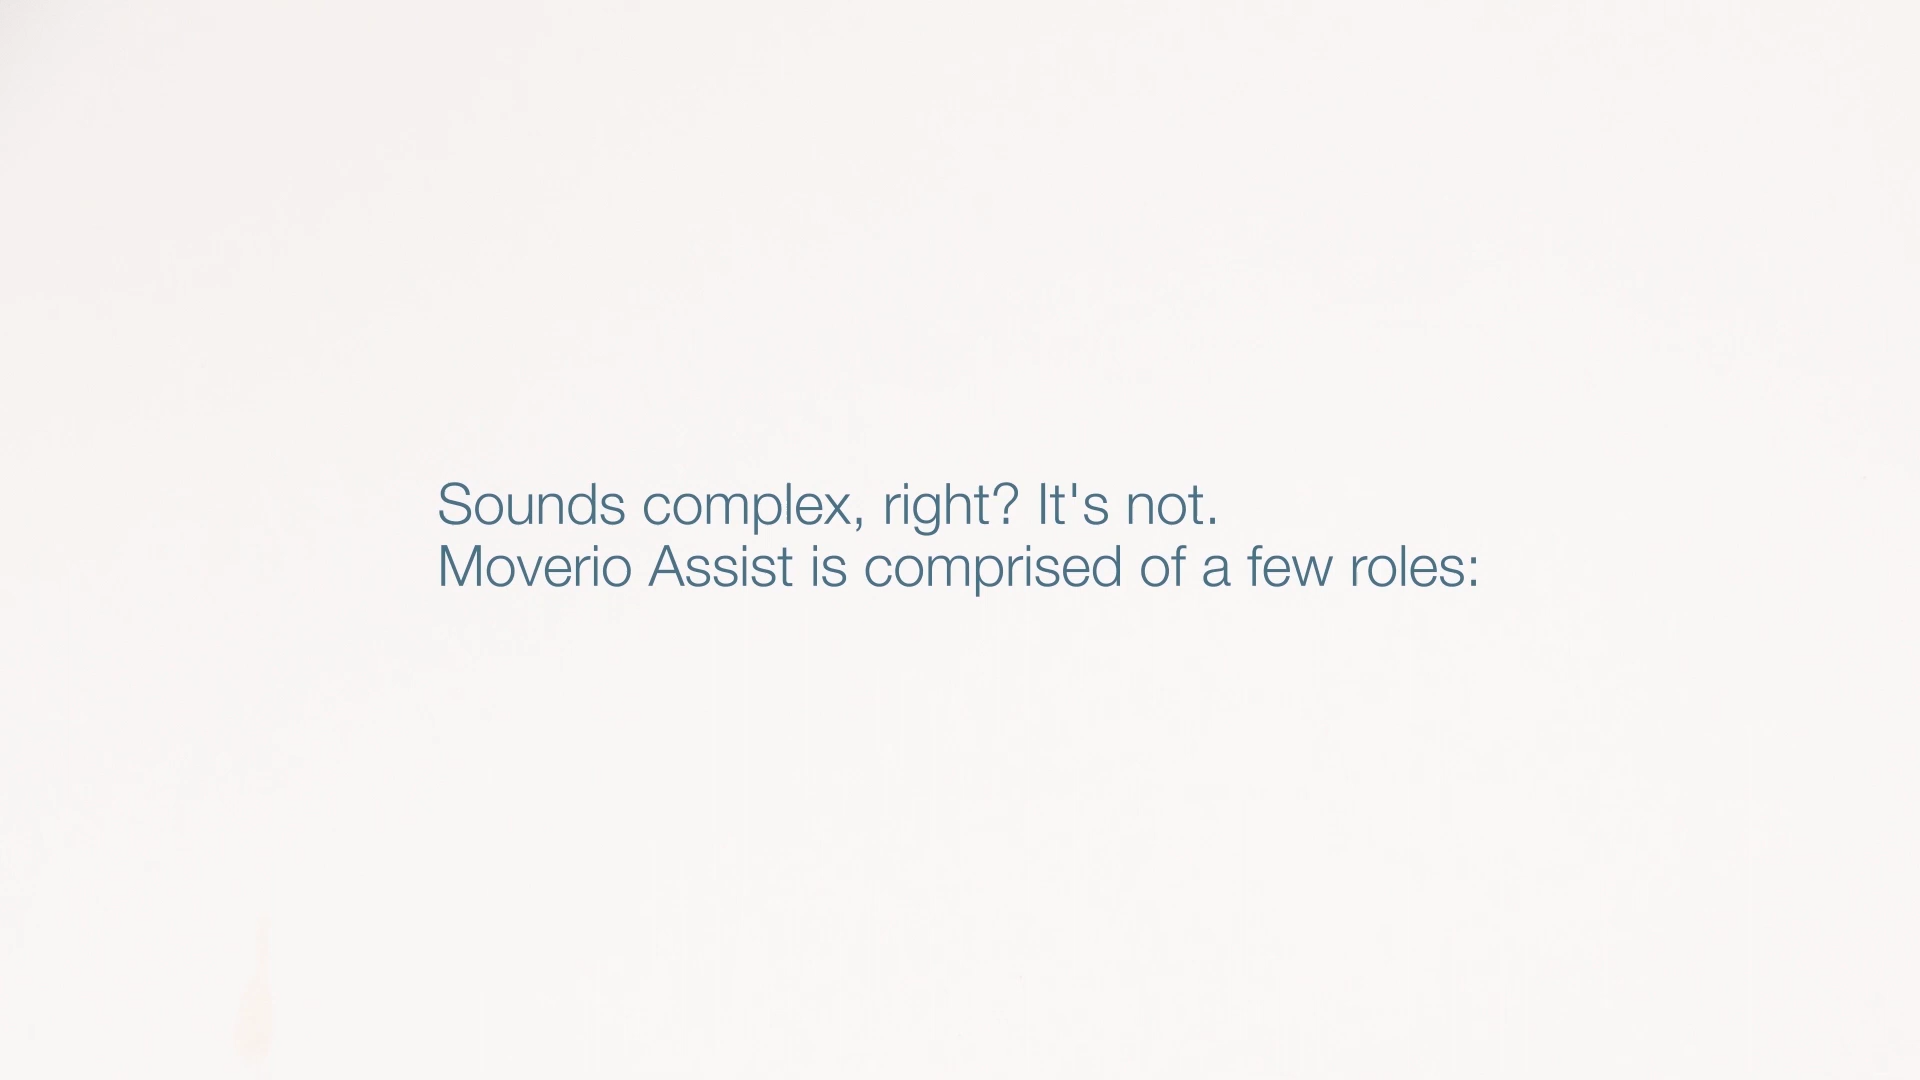 Sounds complex, right? It's not.
Moverio Assist is comprised of a few roles: